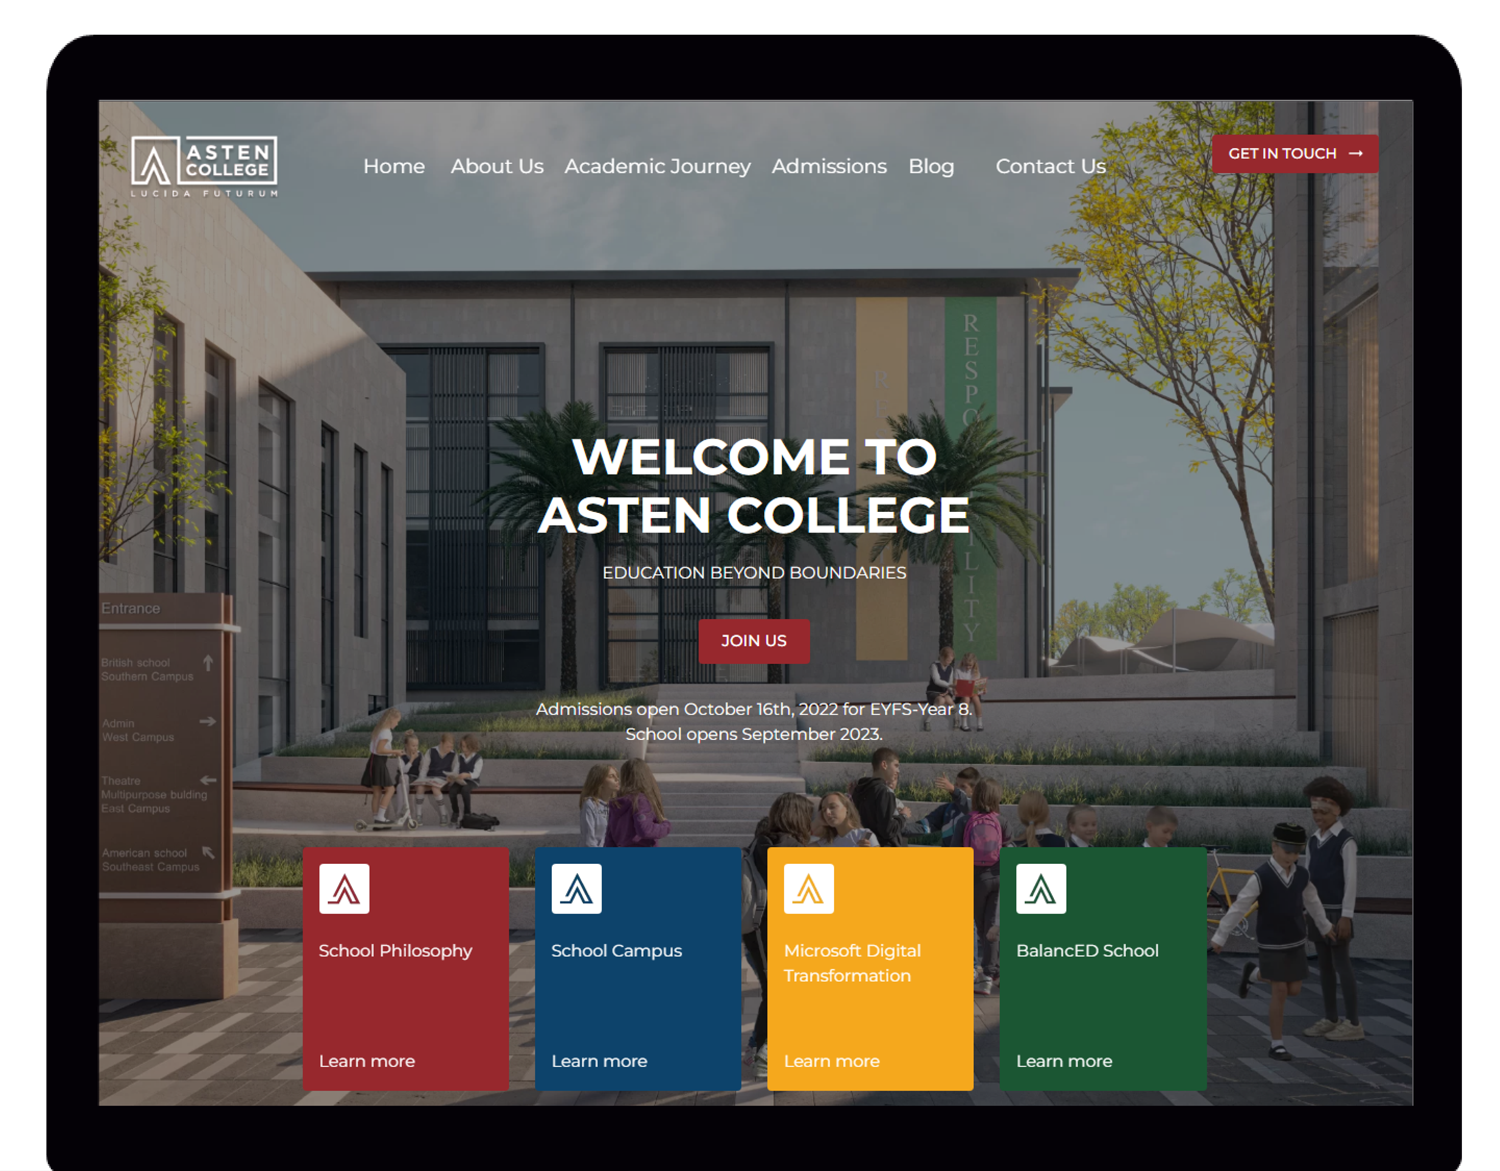 ASTEN
COLLEGE
LUCIDA FUTURUM
Home About Us Academic Journey Admissions Blog Contact Us
GET IN TOUCH →
RE
RESPO ILITY
WELCOME TO
ASTEN COLLEGE
EDUCATION BEYOND BOUNDARIES
JOIN US
Admissions open October 16th, 2022 for EYFS-Year 8.
School opens September 2023.
Entrance
British school ↑
Southern Campus
Admin →
West Campus
Theatre ←
Multipurpose bulding
East Campus
American school ↖
Southeast Campus
School Philosophy
Learn more
School Campus
Learn more
Microsoft Digital
Transformation
Learn more
BalancED School
Learn more